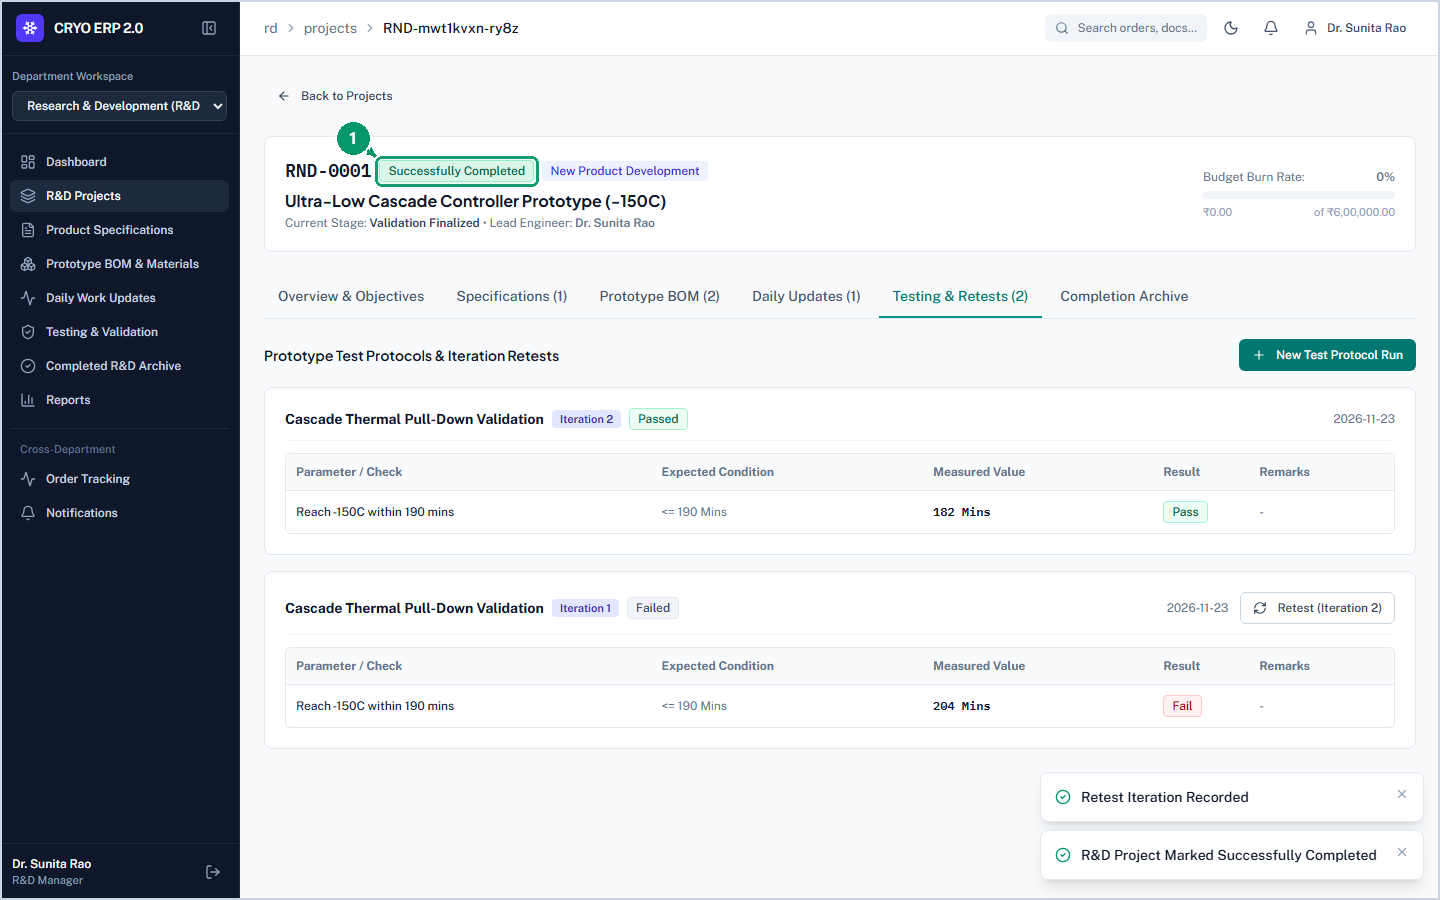 CRYO ERP 2.0
rd > projects > RND-mwt1kvxn-ry8z
Search orders, docs...
Dr. Sunita Rao
Department Workspace
Research & Development (R&D
Dashboard
R&D Projects
Product Specifications
Prototype BOM & Materials
Daily Work Updates
Testing & Validation
Completed R&D Archive
Reports
Cross-Department
Order Tracking
Notifications
Dr. Sunita Rao
R&D Manager
Back to Projects
1
RND-0001 Successfully Completed New Product Development
Ultra-Low Cascade Controller Prototype (-150C)
Current Stage: Validation Finalized • Lead Engineer: Dr. Sunita Rao
Budget Burn Rate: 0%
₹0.00 of ₹6,00,000.00
Overview & Objectives Specifications (1) Prototype BOM (2) Daily Updates (1) Testing & Retests (2) Completion Archive
Prototype Test Protocols & Iteration Retests
New Test Protocol Run
Cascade Thermal Pull-Down Validation Iteration 2 Passed 2026-11-23
Parameter / Check Expected Condition Measured Value Result Remarks
Reach -150C within 190 mins <= 190 Mins 182 Mins Pass -
Cascade Thermal Pull-Down Validation Iteration 1 Failed 2026-11-23 Retest (Iteration 2)
Parameter / Check Expected Condition Measured Value Result Remarks
Reach -150C within 190 mins <= 190 Mins 204 Mins Fail -
Retest Iteration Recorded
R&D Project Marked Successfully Completed